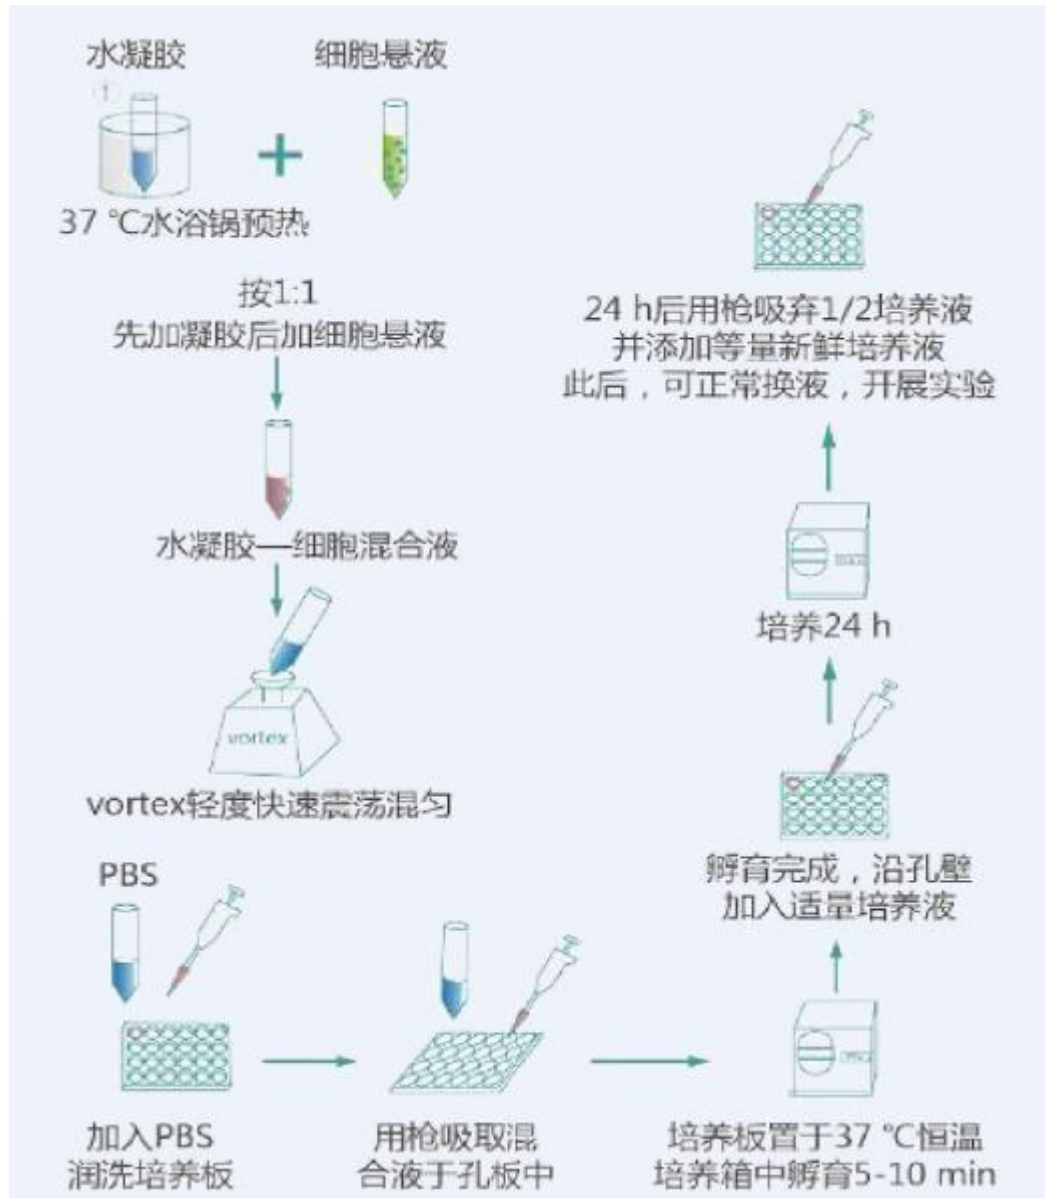 水凝胶
细胞悬液
1
37 ℃水浴锅预热
按1:1
先加凝胶后加细胞悬液
水凝胶—细胞混合液
vortex
vortex轻度快速震荡混匀
PBS
加入PBS
润洗培养板
用枪吸取混
合液于孔板中
培养板置于37 ℃恒温
培养箱中孵育5-10 min
孵育完成，沿孔壁
加入适量培养液
培养24 h
24 h后用枪吸弃1/2培养液
并添加等量新鲜培养液
此后，可正常换液，开展实验